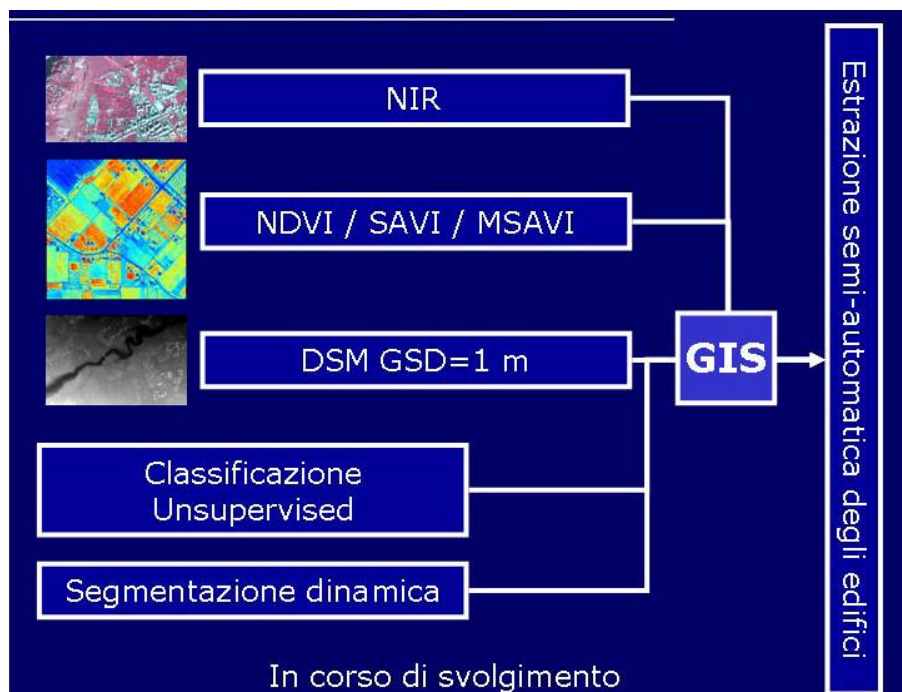 NIR
NDVI / SAVI / MSAVI
DSM GSD=1 m
GIS
Classificazione
Unsupervised
Segmentazione dinamica
In corso di svolgimento
Estrazione semi-automatica degli edifici